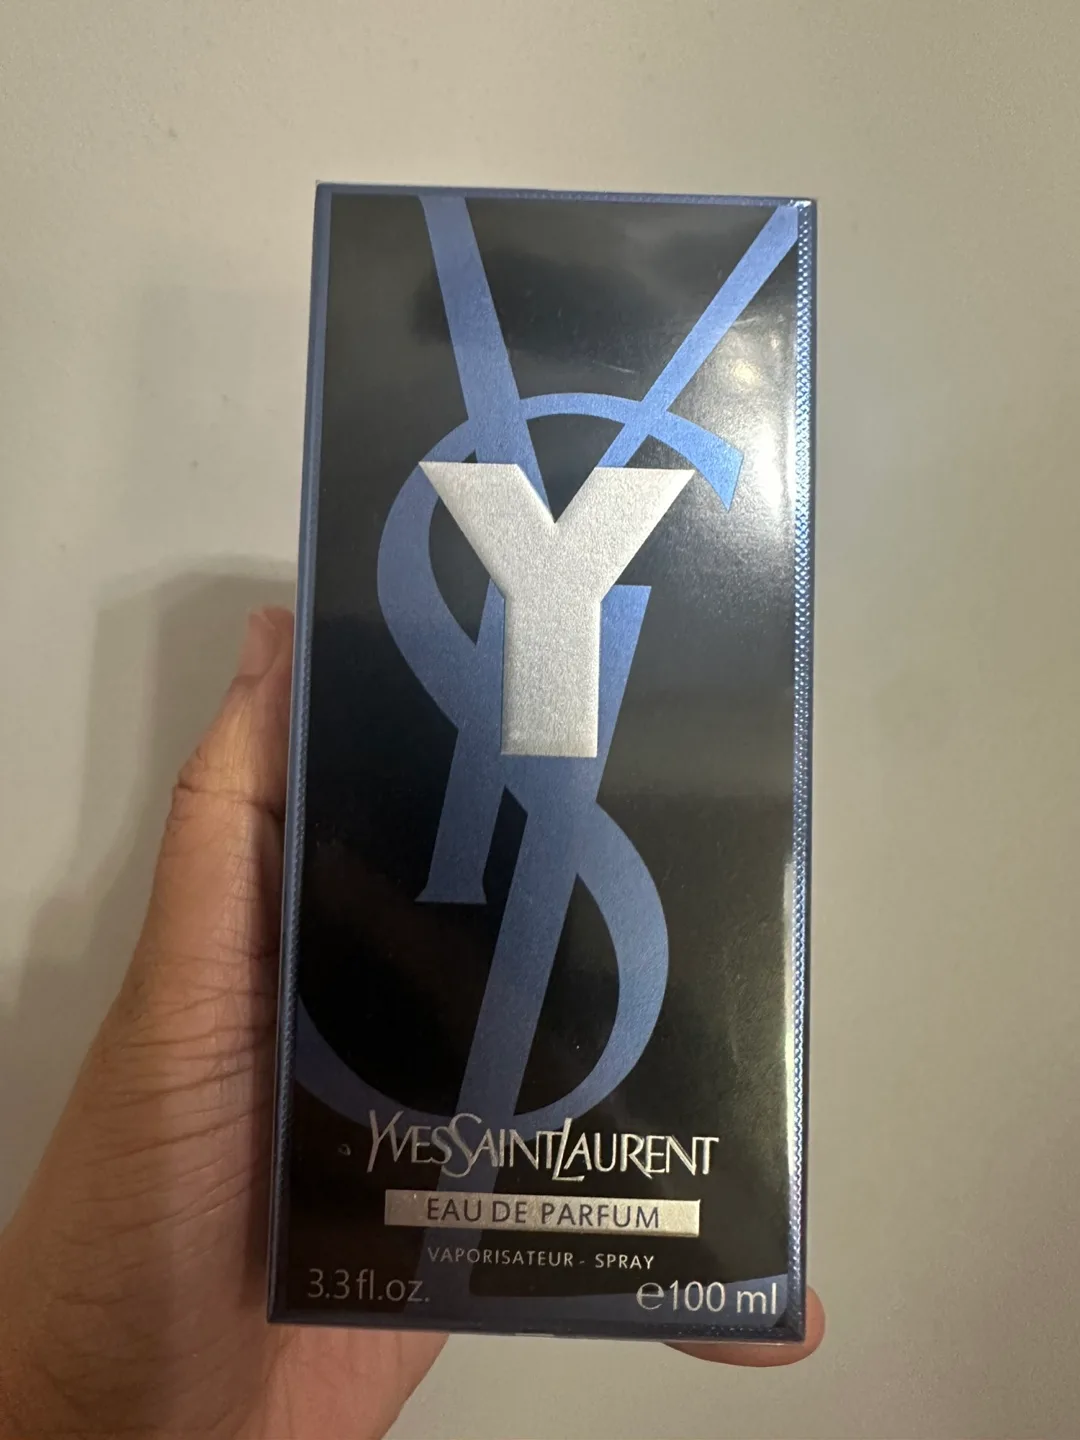 Y
YVESSAINTLAURENT
EAU DE PARFUM
VAPORISATEUR - SPRAY
3.3 fl.oz. ℮100 ml